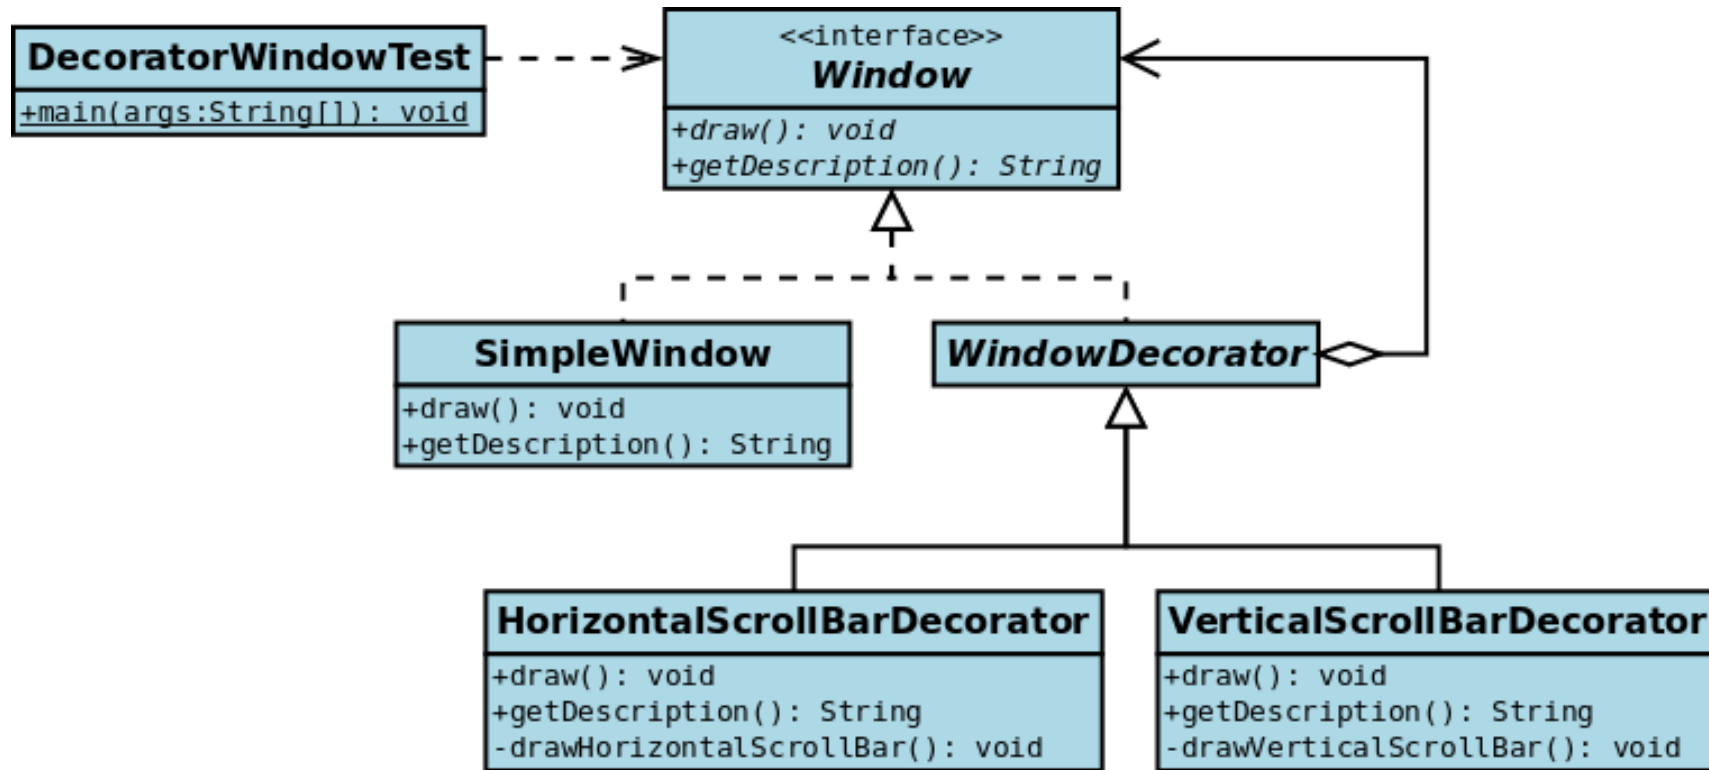 DecoratorWindowTest
+main(args:String[]): void
<<interface>>
Window
+draw(): void
+getDescription(): String
SimpleWindow
+draw(): void
+getDescription(): String
WindowDecorator
HorizontalScrollBarDecorator
+draw(): void
+getDescription(): String
-drawHorizontalScrollBar(): void
VerticalScrollBarDecorator
+draw(): void
+getDescription(): String
-drawVerticalScrollBar(): void